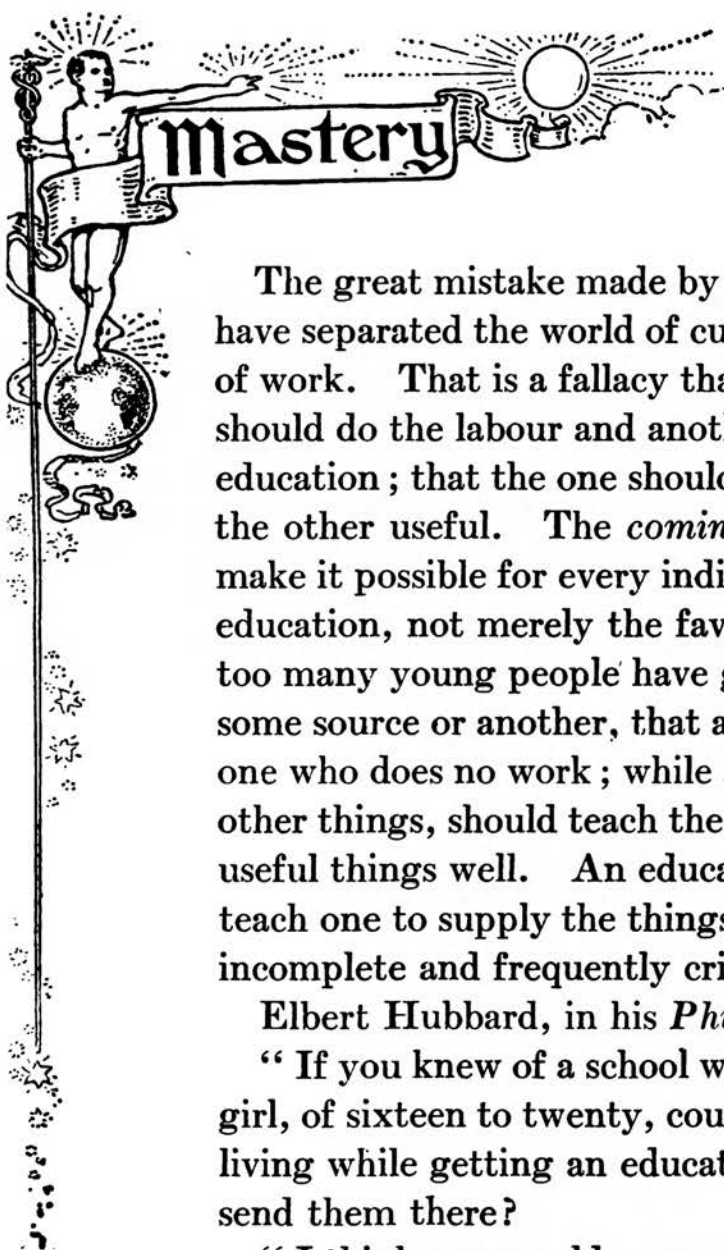 Mastery
The great mistake made by
have separated the world of cu
of work. That is a fallacy tha
should do the labour and anot
education; that the one should
the other useful. The comin
make it possible for every indi
education, not merely the fav
too many young people have g
some source or another, that a
one who does no work; while
other things, should teach the
useful things well. An educa
teach one to supply the things
incomplete and frequently cri
Elbert Hubbard, in his Phi
“ If you knew of a school w
girl, of sixteen to twenty, cou
living while getting an educat
send them there?